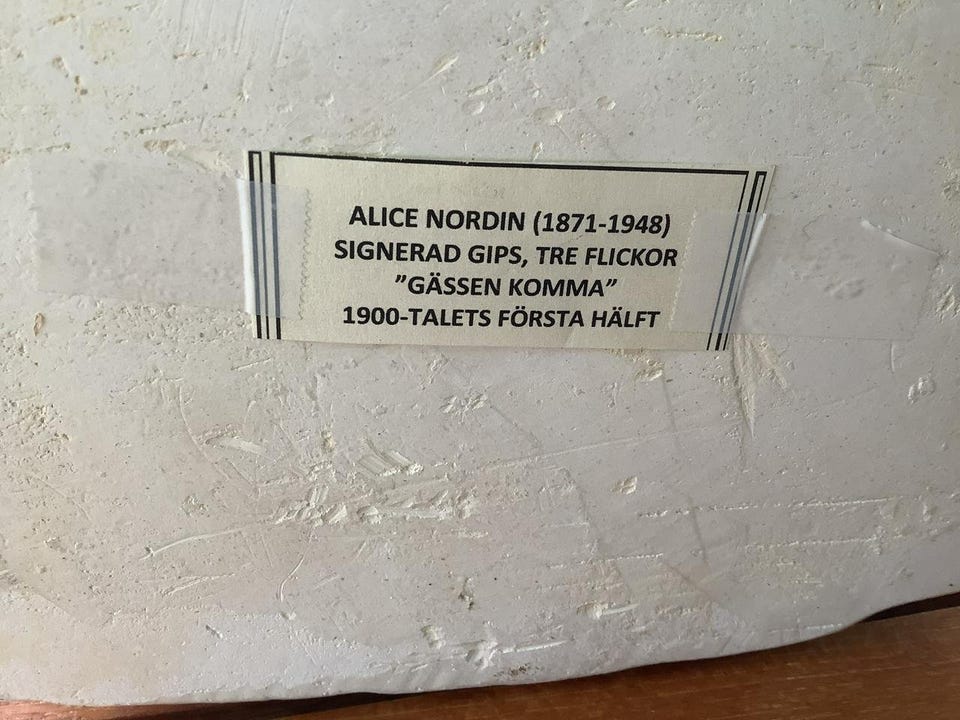 ALICE NORDIN (1871-1948)
SIGNERAD GIPS, TRE FLICKOR
”GÄSSEN KOMMA”
1900-TALETS FÖRSTA HÄLFT